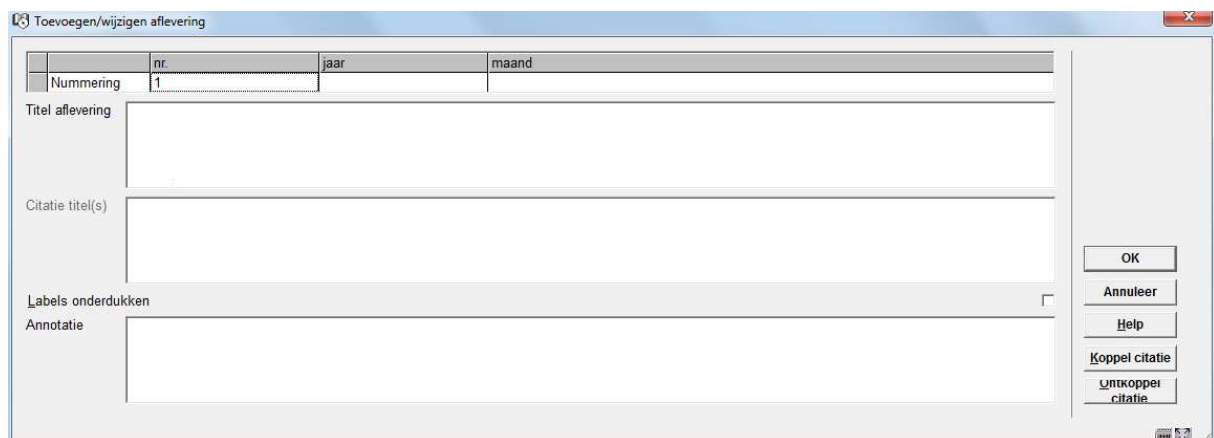 Toevoegen/wijzigen aflevering
nr. jaar maand
Nummering 1
Titel aflevering
Citatie titel(s)
OK
Labels onderdukken
Annuleer
Annotatie
Help
Koppel citatie
Ontkoppel
citatie